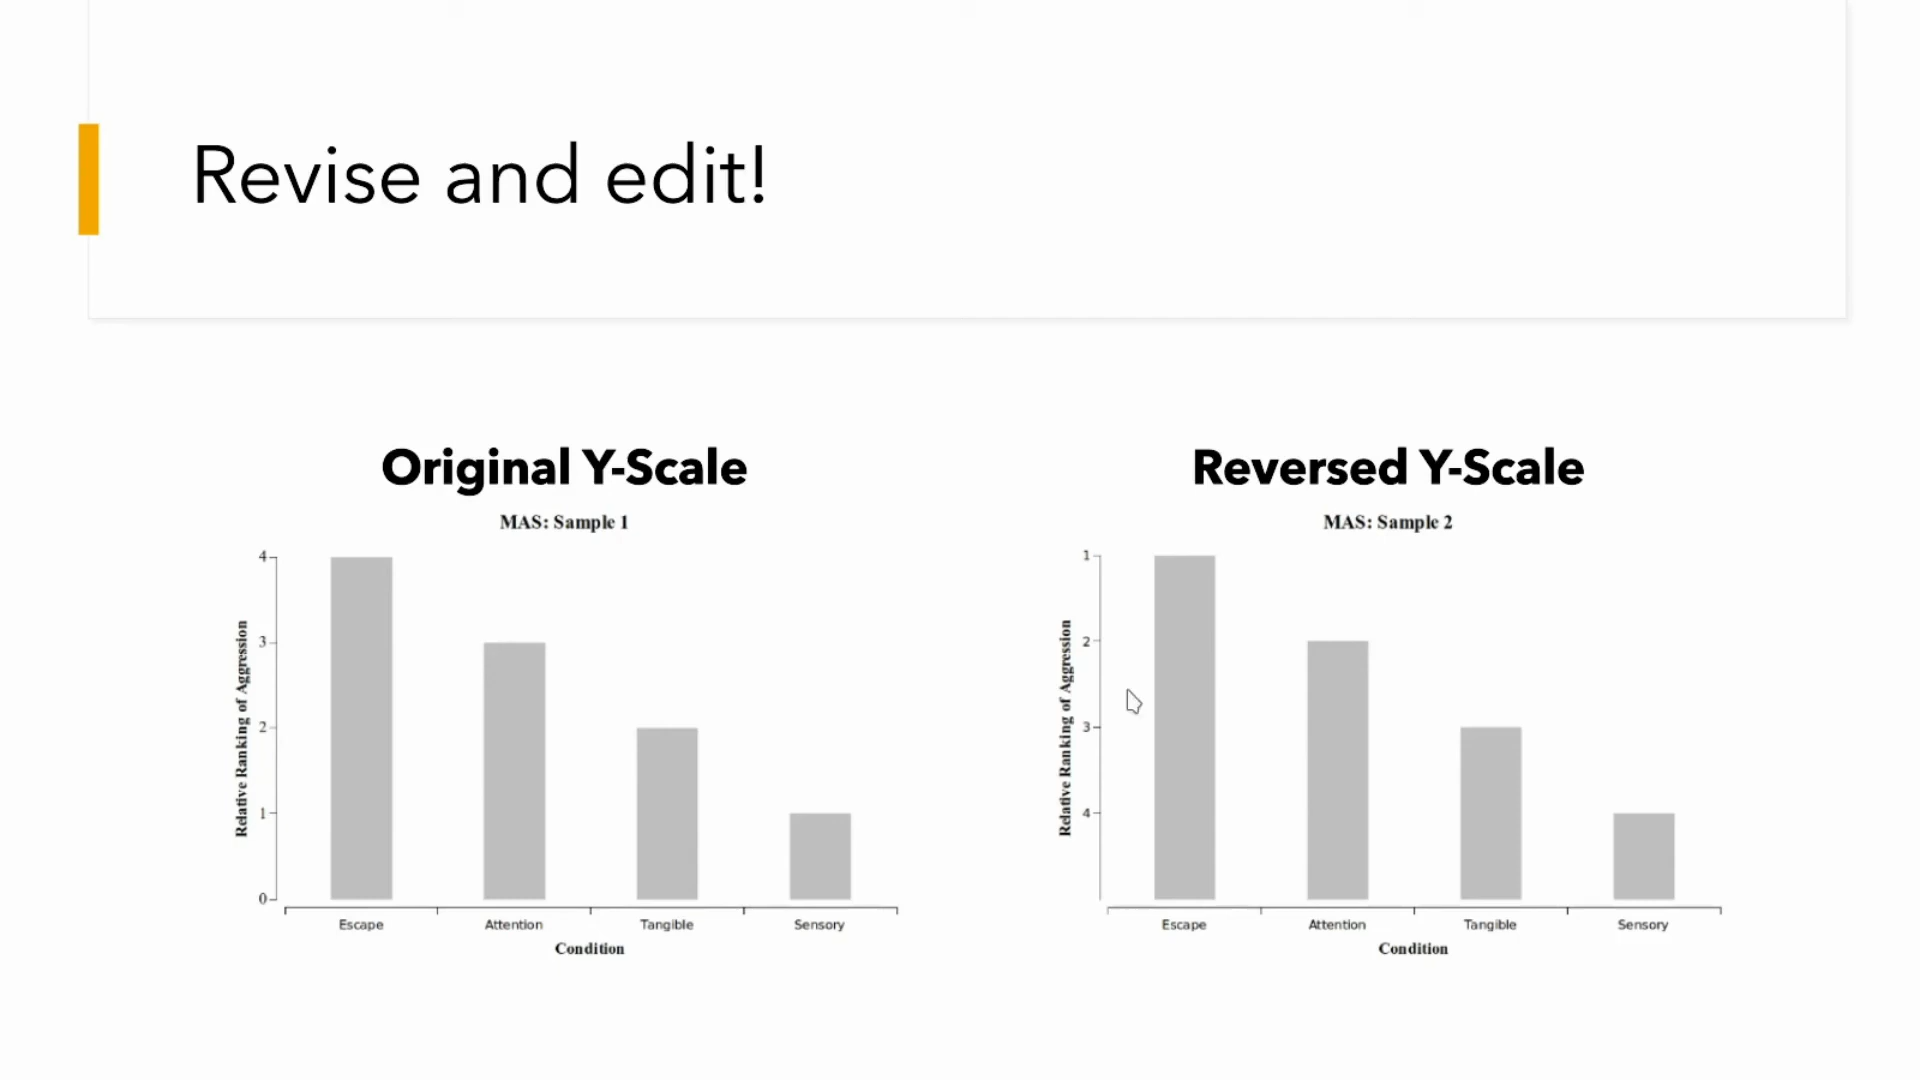 Revise and edit!
Original Y-Scale
MAS: Sample 1
Relative Ranking of Aggression
4
3
2
1
0
Escape
Attention
Tangible
Sensory
Condition
Reversed Y-Scale
MAS: Sample 2
Relative Ranking of Aggression
1
2
3
4
Escape
Attention
Tangible
Sensory
Condition